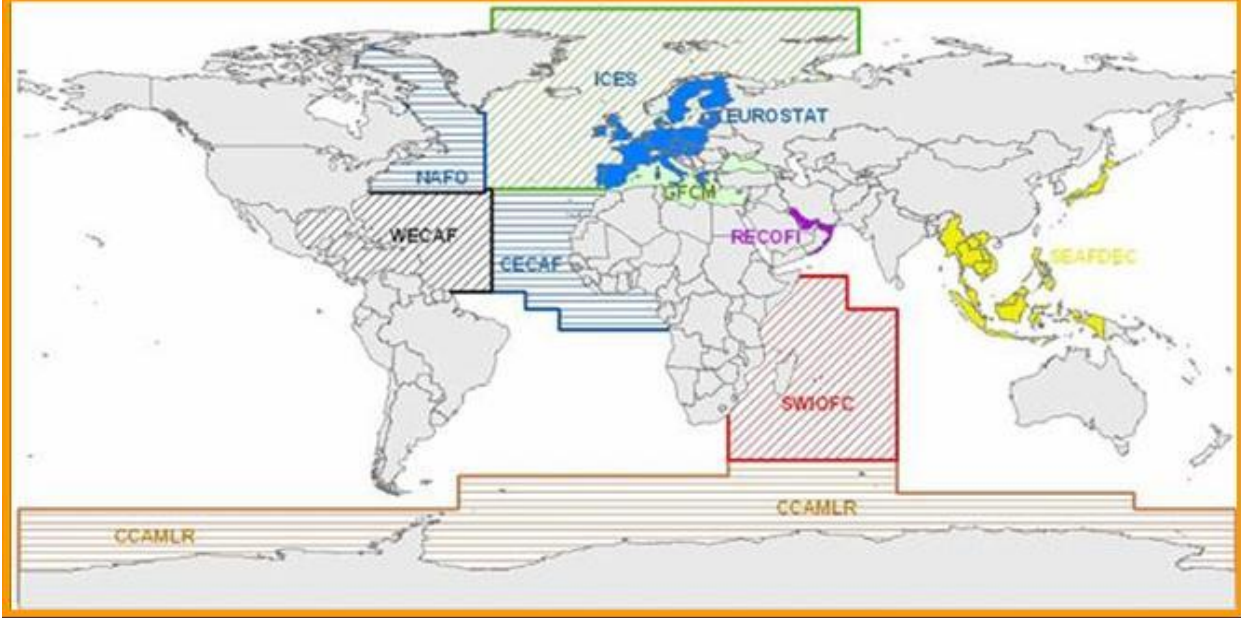 ICES
EUROSTAT
NAFO
GFCM
WECAF
RECOFI
CECAF
SEAFDEC
SWIOFC
CCAMLR
CCAMLR